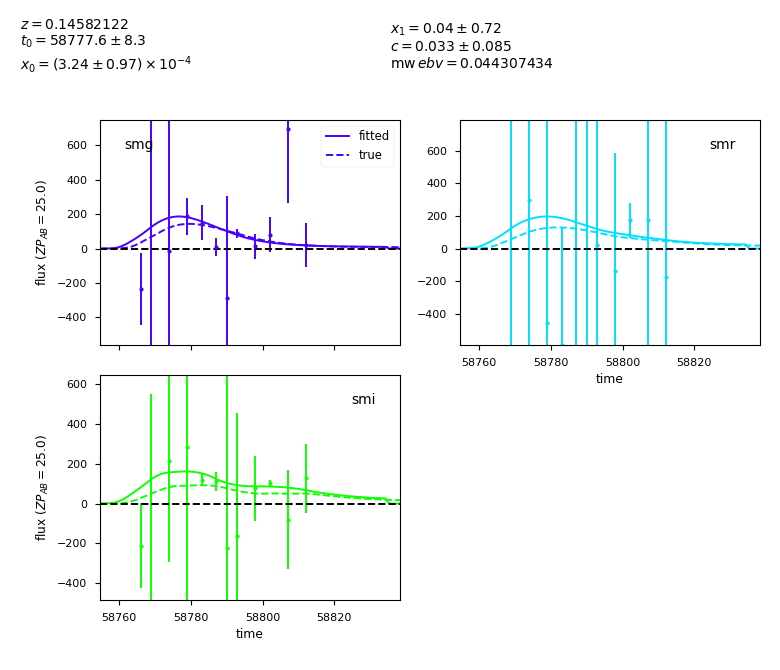 z = 0.14582122
t₀ = 58777.6 ± 8.3
x₀ = (3.24 ± 0.97) × 10⁻⁴
x₁ = 0.04 ± 0.72
c = 0.033 ± 0.085
mw ebv = 0.044307434
smg
fitted
true
600
400
200
0
−200
−400
flux (ZP_AB = 25.0)
smr
600
400
200
0
−200
−400
58760 58780 58800 58820
time
smi
600
400
200
0
−200
−400
flux (ZP_AB = 25.0)
58760 58780 58800 58820
time